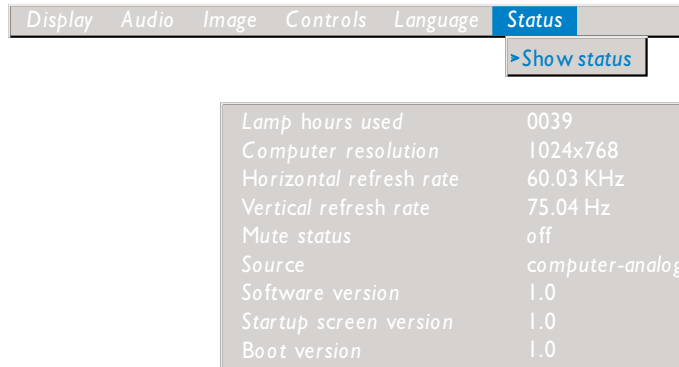 Display Audio Image Controls Language Status
Show status
Lamp hours used 0039
Computer resolution 1024x768
Horizontal refresh rate 60.03 KHz
Vertical refresh rate 75.04 Hz
Mute status off
Source computer-analog
Software version 1.0
Startup screen version 1.0
Boot version 1.0